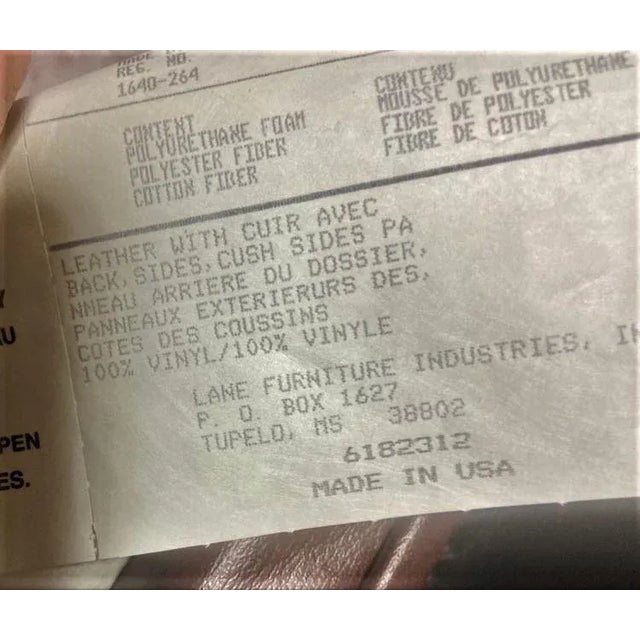 REG. NO.
1640-264
CONTENT
POLYURETHANE FOAM
POLYESTER FIBER
COTTON FIBER
CONTENU
MOUSSE DE POLYURETHANE
FIBRE DE POLYESTER
FIBRE DE COTON
LEATHER WITH CUIR AVEC
BACK, SIDES, CUSH SIDES PA
NNEAU ARRIERE DU DOSSIER,
PANNEAUX EXTERIERURS DES,
COTES DES COUSSINS
100% VINYL/100% VINYLE
LANE FURNITURE INDUSTRIES,
P. O. BOX 1627
TUPELO, MS 38802
6182312
MADE IN USA
Y
AU
PEN
ES.